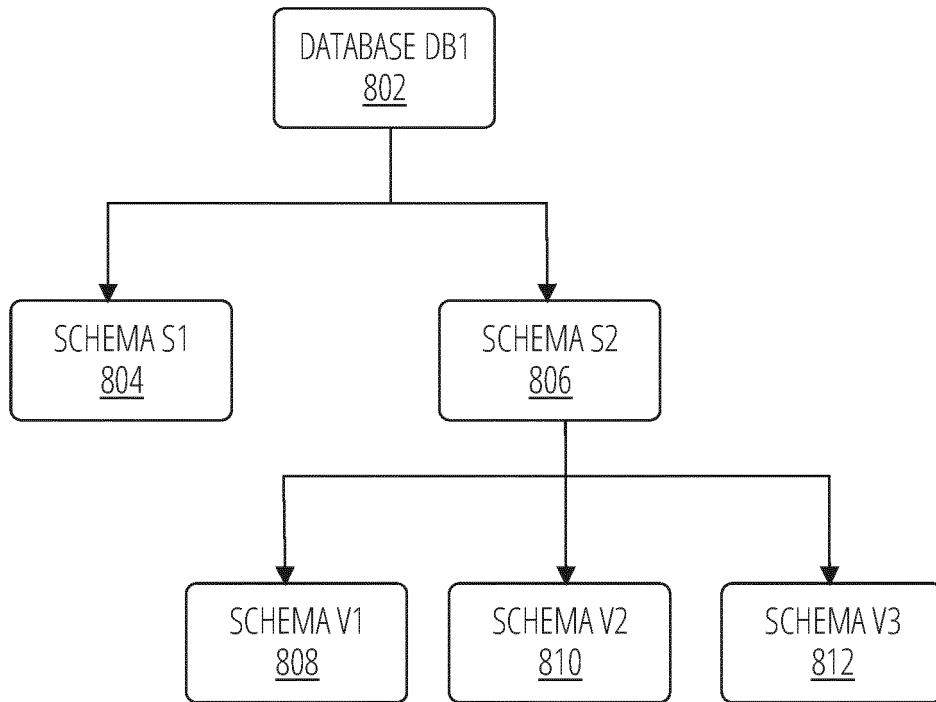 DATABASE DB1
802
SCHEMA S1
804
SCHEMA S2
806
SCHEMA V1
808
SCHEMA V2
810
SCHEMA V3
812